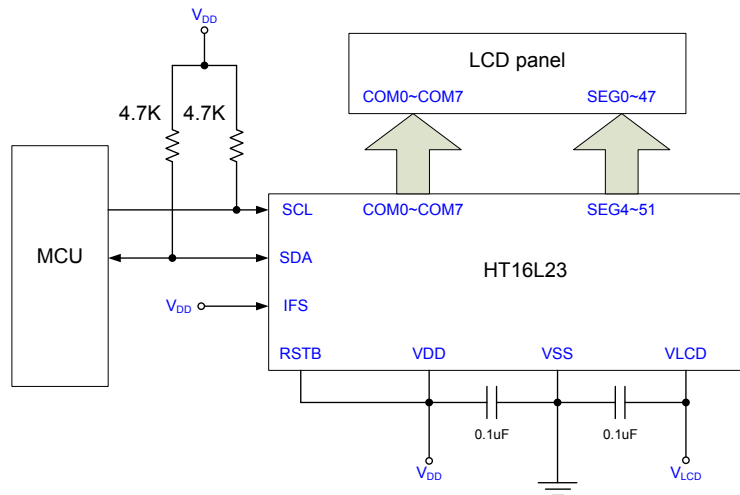 VDD
LCD panel
COM0~COM7 SEG0~47
4.7K 4.7K
MCU
SCL COM0~COM7 SEG4~51
SDA
HT16L23
VDD IFS
RSTB VDD VSS VLCD
0.1uF 0.1uF
VDD VLCD